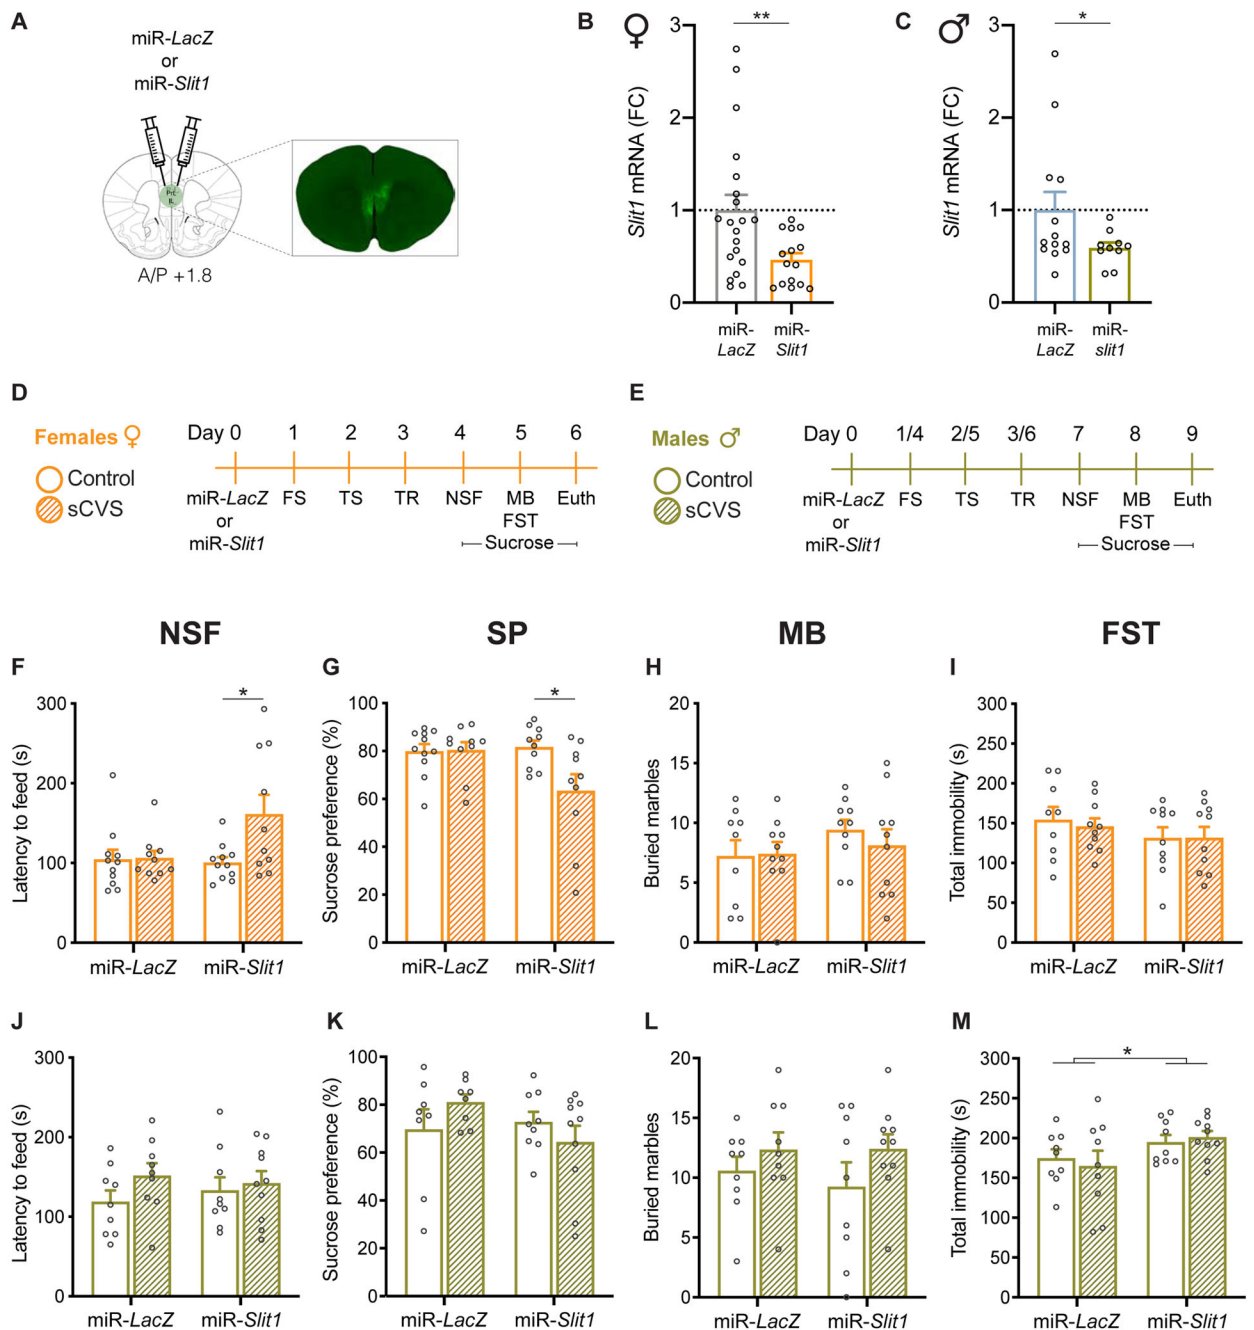 A
miR-LacZ
or
miR-Slit1
PrL
IL
A/P +1.8
B
♀
Slit1 mRNA (FC)
3
2
1
0
**
miR-
LacZ
miR-
Slit1
C
♂
Slit1 mRNA (FC)
3
2
1
0
*
miR-
LacZ
miR-
slit1
D
Females ♀
Control
sCVS
Day 0 1 2 3 4 5 6
miR-LacZ FS TS TR NSF MB Euth
or FST
miR-Slit1 Sucrose
E
Males ♂
Control
sCVS
Day 0 1/4 2/5 3/6 7 8 9
miR-LacZ FS TS TR NSF MB Euth
or FST
miR-Slit1 Sucrose
NSF SP MB FST
F
Latency to feed (s)
300
200
100
0
*
miR-LacZ miR-Slit1
G
Sucrose preference (%)
100
80
60
40
20
0
*
miR-LacZ miR-Slit1
H
Buried marbles
20
15
10
5
0
miR-LacZ miR-Slit1
I
Total immobility (s)
300
250
200
150
100
50
0
miR-LacZ miR-Slit1
J
Latency to feed (s)
300
200
100
0
miR-LacZ miR-Slit1
K
Sucrose preference (%)
100
80
60
40
20
0
miR-LacZ miR-Slit1
L
Buried marbles
20
15
10
5
0
miR-LacZ miR-Slit1
M
Total immobility (s)
300
250
200
150
100
50
0
*
miR-LacZ miR-Slit1